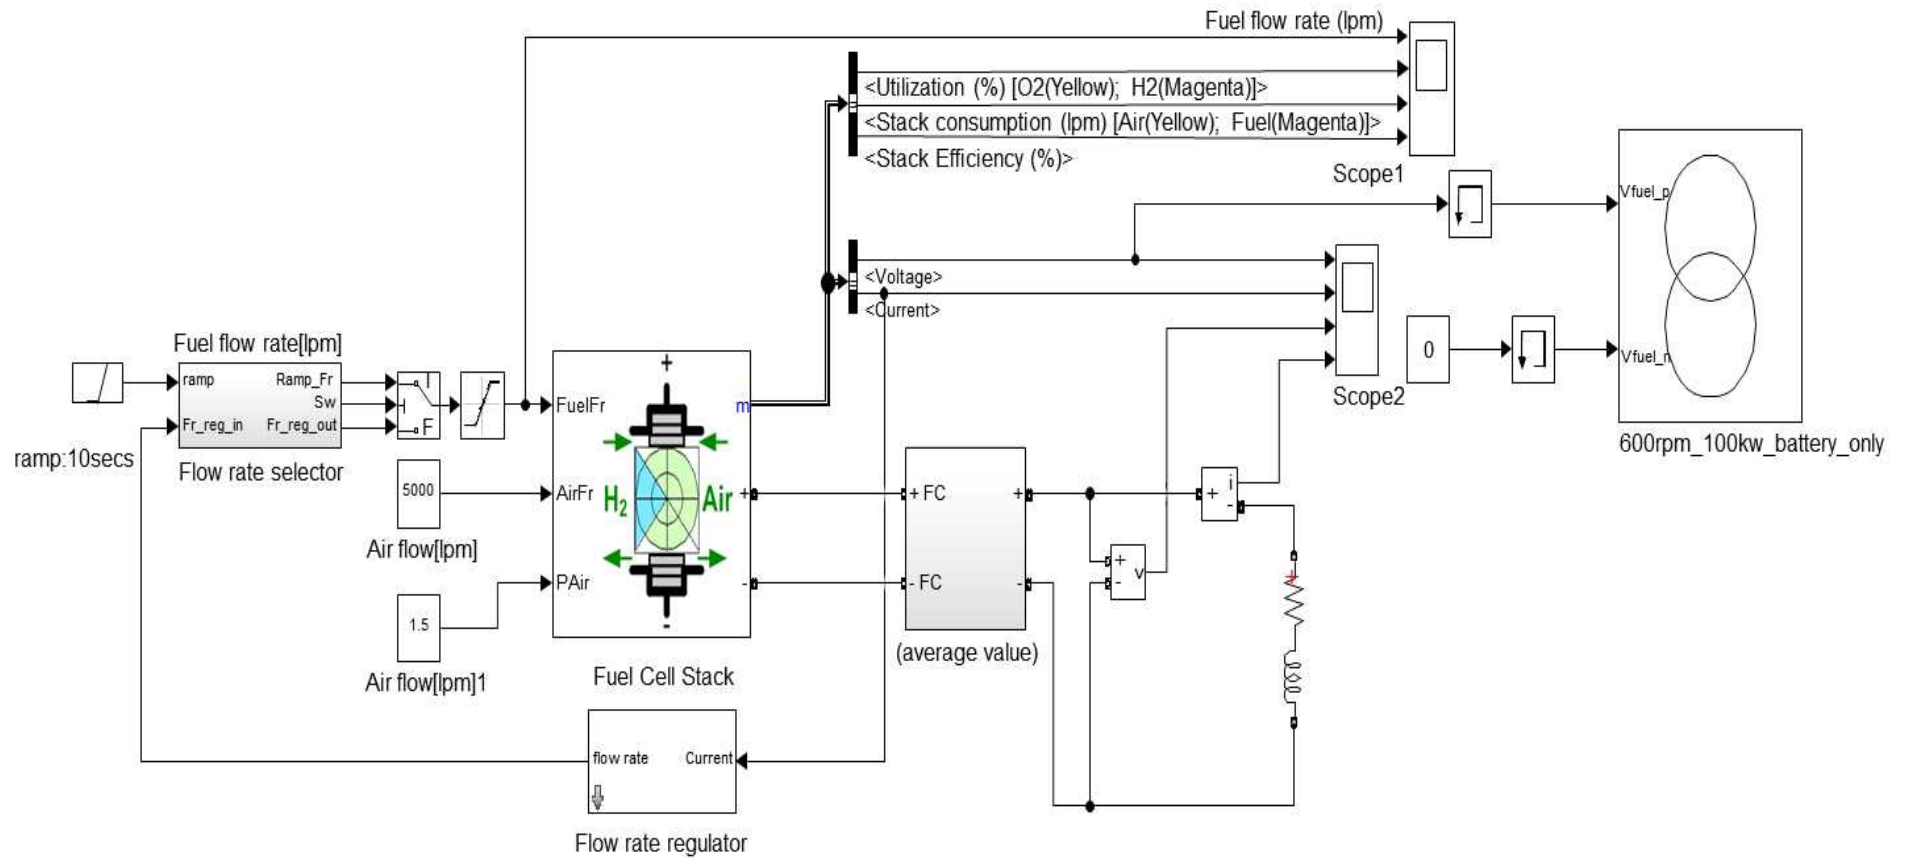 Fuel flow rate (lpm)
<Utilization (%) [O2(Yellow); H2(Magenta)]>
<Stack consumption (lpm) [Air(Yellow); Fuel(Magenta)]>
<Stack Efficiency (%)>
Scope1
Vfuel_p
<Voltage>
<Current>
Scope2
0
Vfuel_n
600rpm_100kw_battery_only
Fuel flow rate[lpm]
ramp
Ramp_Fr
Sw
Fr_reg_in
Fr_reg_out
T
F
ramp:10secs
Flow rate selector
5000
Air flow[lpm]
1.5
Air flow[lpm]1
+
FuelFr
m
AirFr
H2
Air
+
PAir
-
-
Fuel Cell Stack
+ FC
+
- FC
-
(average value)
+
i
-
+
-
v
+
flow rate
Current
Flow rate regulator